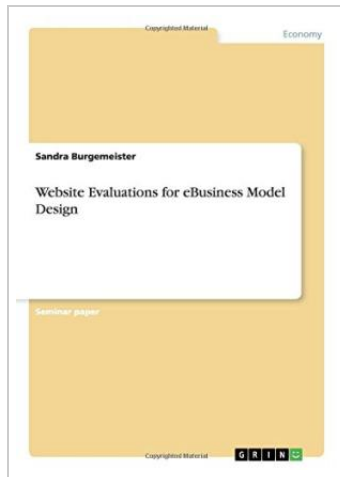 Copyrighted Material
Economy
Sandra Burgemeister
Website Evaluations for eBusiness Model
Design
Seminar paper
Copyrighted Material
GRIN